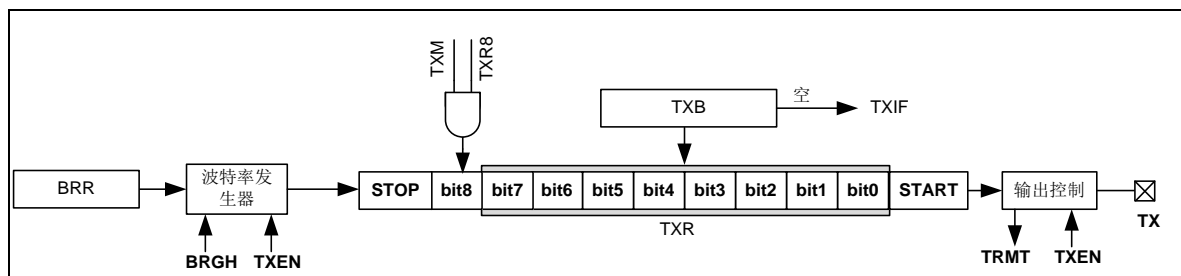 TXM
TXR8
TXB
空
TXIF
BRR
波特率发
生器
STOP
bit8
bit7
bit6
bit5
bit4
bit3
bit2
bit1
bit0
START
输出控制
TX
TXR
BRGH
TXEN
TRMT
TXEN